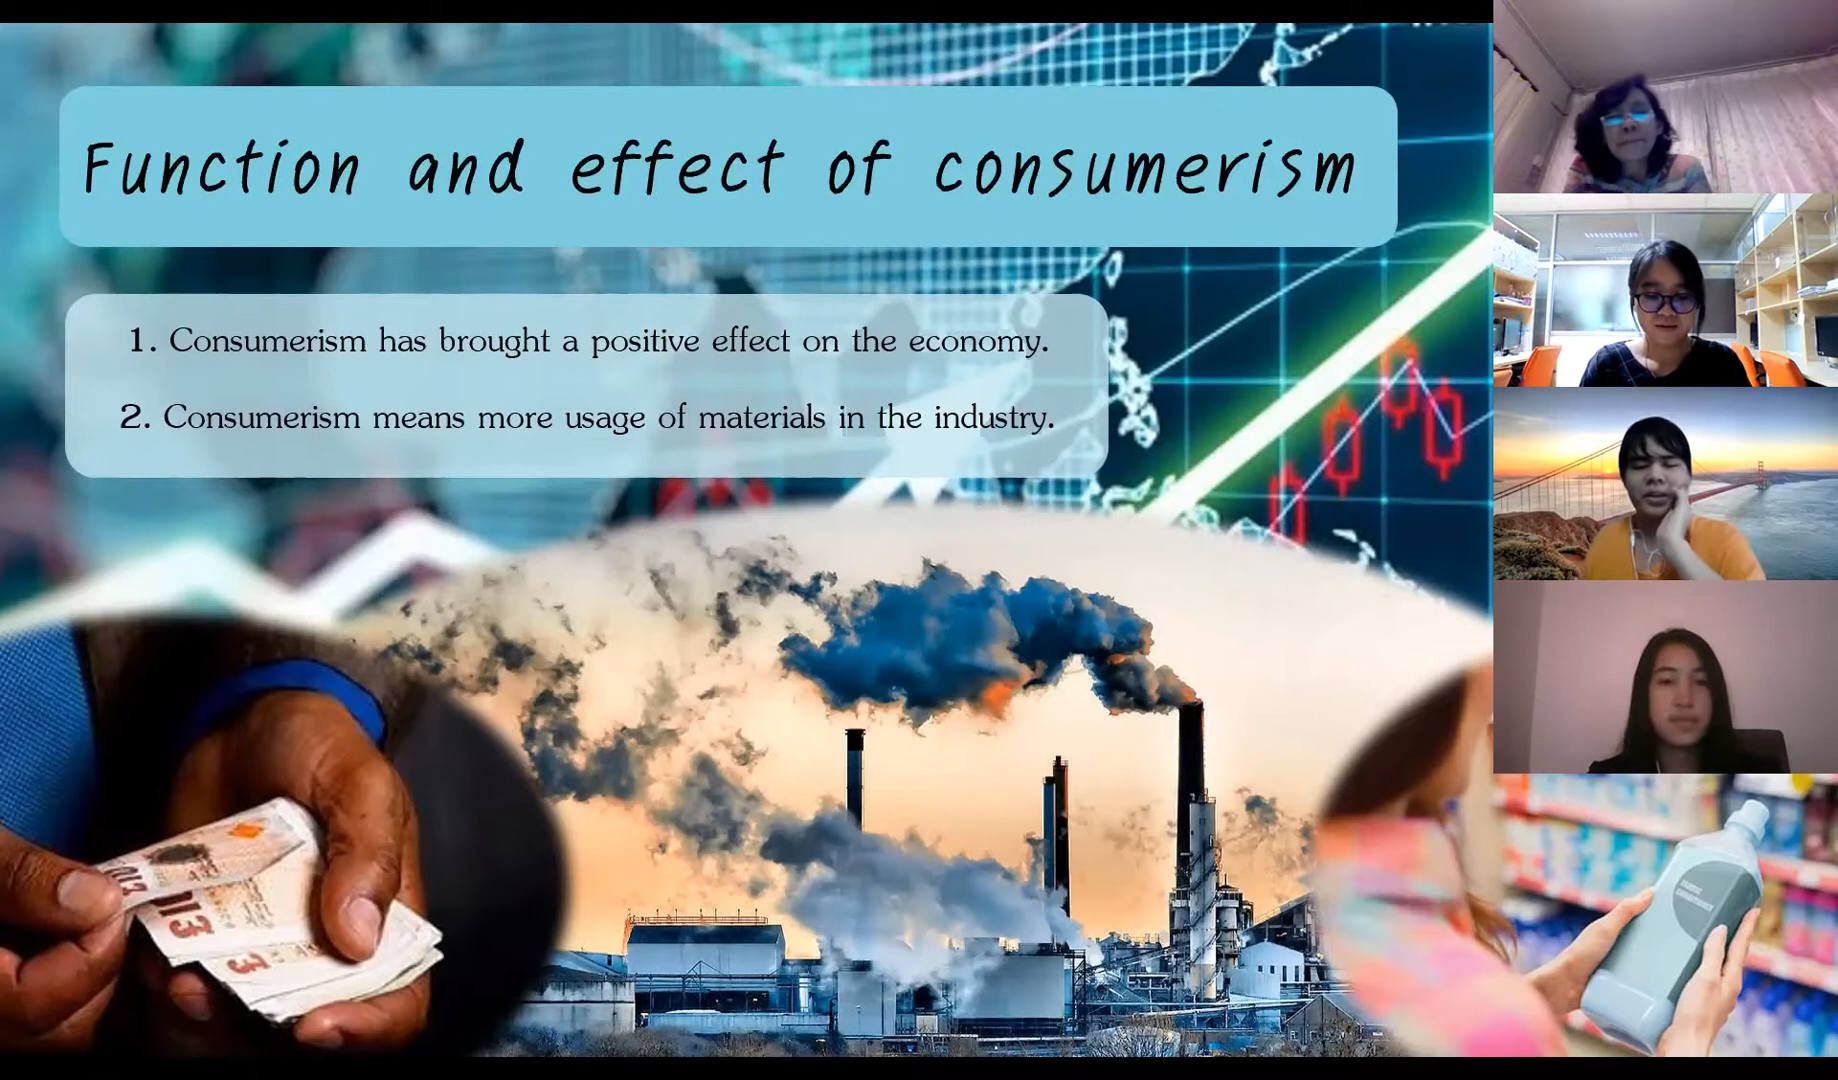 Function and effect of consumerism
1. Consumerism has brought a positive effect on the economy.
2. Consumerism means more usage of materials in the industry.